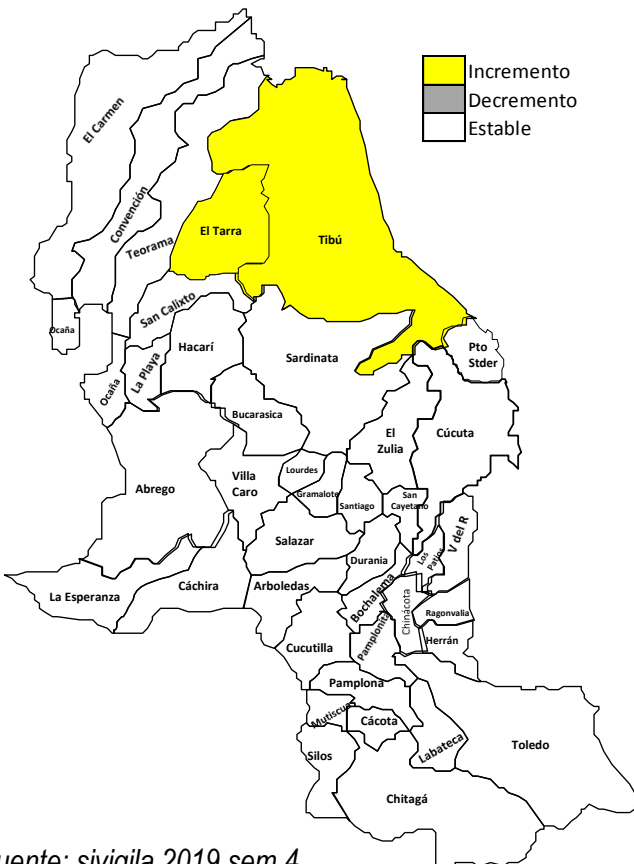 Incremento
Decremento
Estable
El Carmen
Convención
Teorama
El Tarra
Tibú
San Calixto
Ocaña
Hacarí
La Playa
Ocaña
Sardinata
Pto
Stder
Bucarasica
El
Zulia
Cúcuta
Abrego
Villa
Caro
Lourdes
Gramalote
Santiago
San
Cayetano
V del R
Los
Patios
Salazar
Durania
La Esperanza
Cáchira
Arboledas
Bochalema
Chinácota
Ragonvalia
Pamplonita
Herrán
Cucutilla
Pamplona
Mutiscua
Cácota
Silos
Labateca
Toledo
Chitagá
uente: sivigila 2019 sem 4